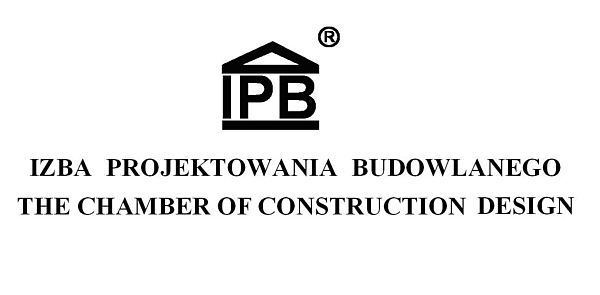 ®
IPB
IZBA PROJEKTOWANIA BUDOWLANEGO
THE CHAMBER OF CONSTRUCTION DESIGN